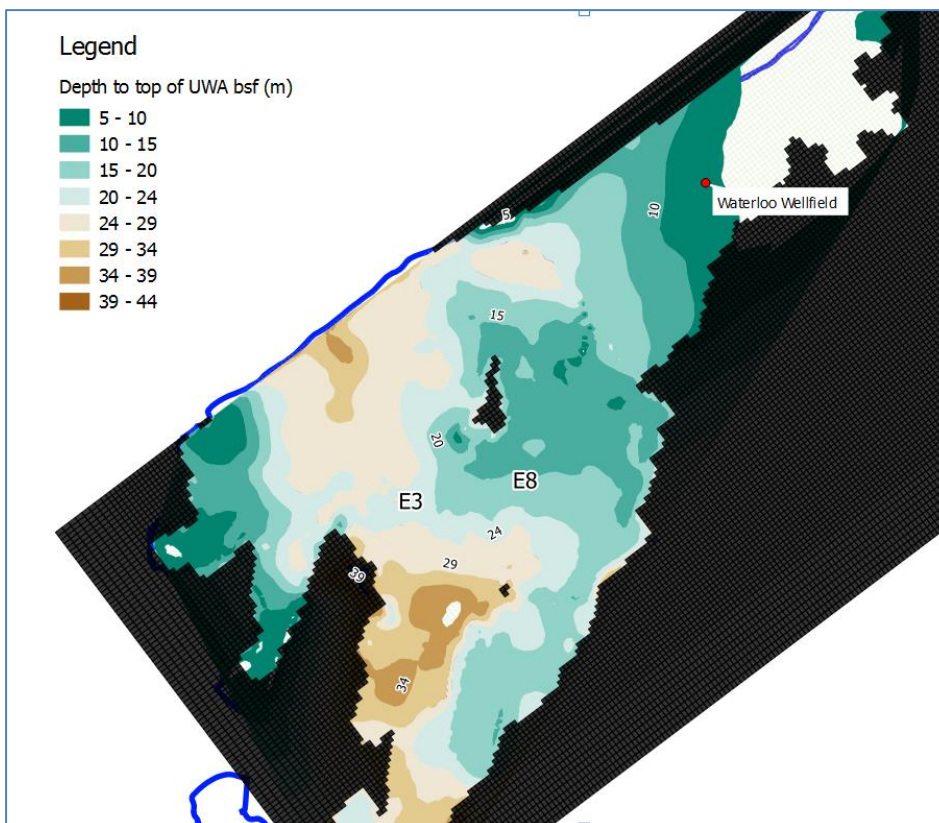 Legend
Depth to top of UWA bsf (m)
5 - 10
10 - 15
15 - 20
20 - 24
24 - 29
29 - 34
34 - 39
39 - 44
5
10
Waterloo Wellfield
15
20
E3
E8
24
29
39
34